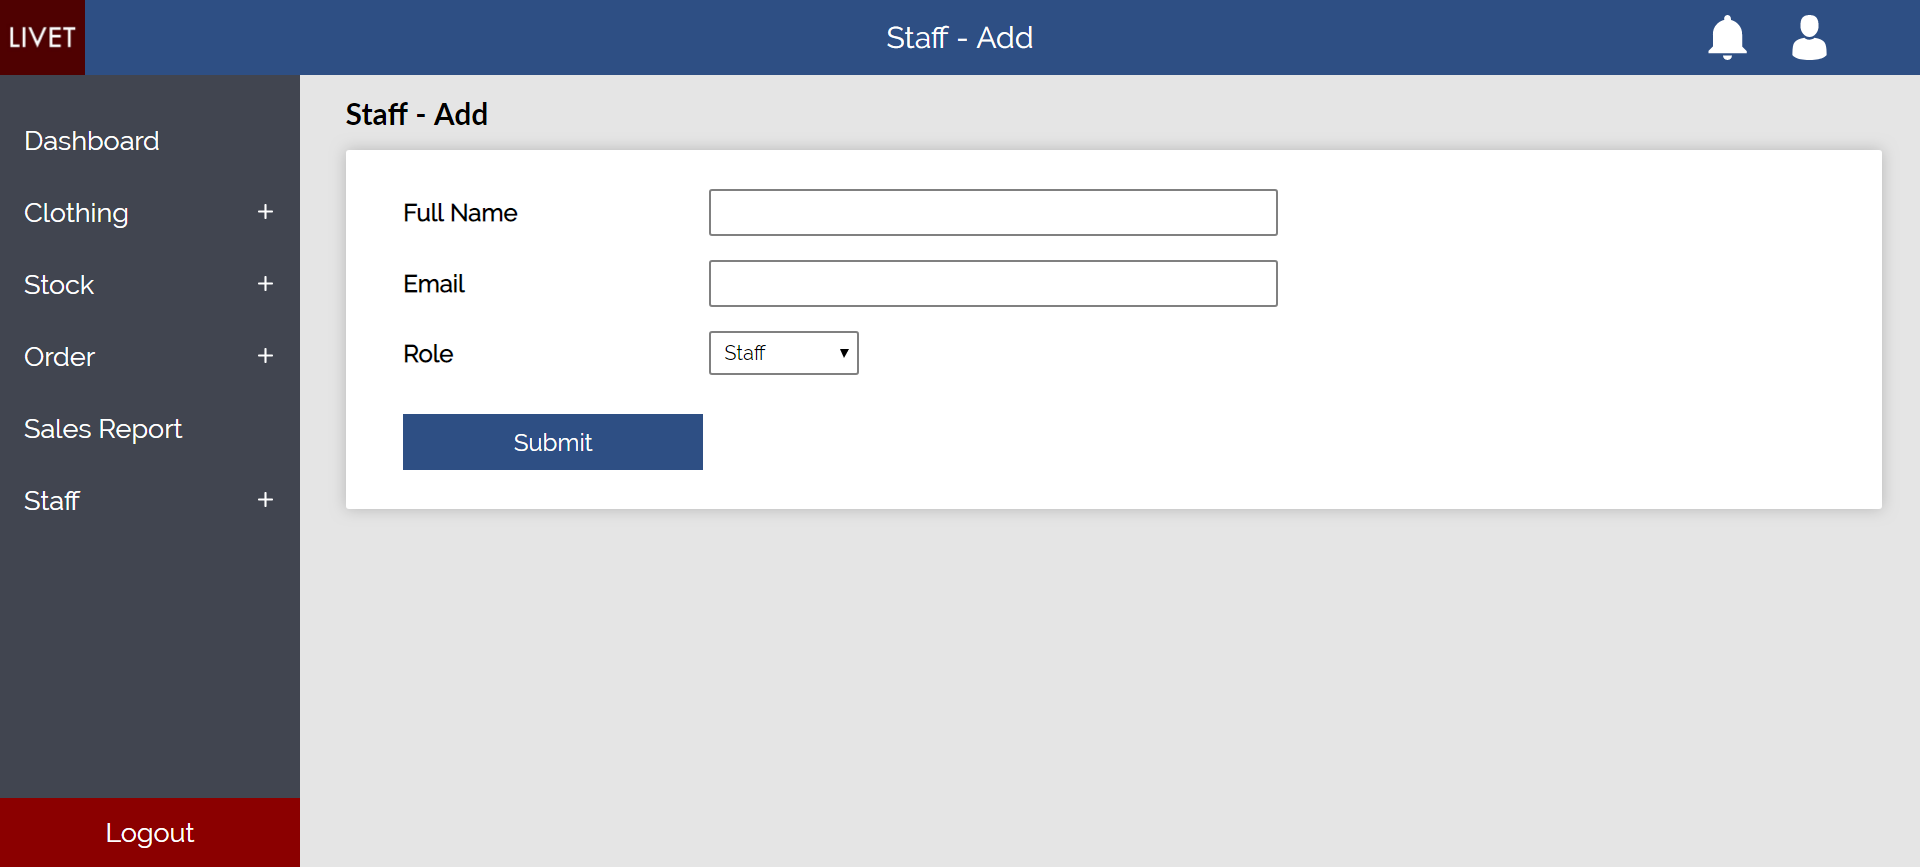 LIVET
Staff - Add
Dashboard
Clothing +
Stock +
Order +
Sales Report
Staff +
Logout
Staff - Add
Full Name
Email
Role
Staff
Submit